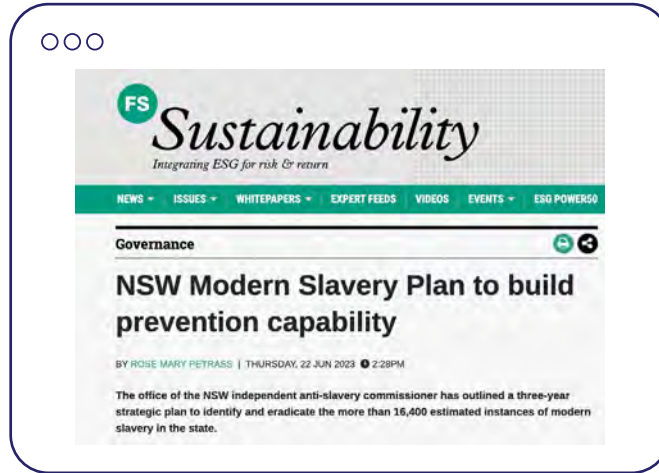 FS
Sustainability
Integrating ESG for risk & return
NEWS ISSUES WHITEPAPERS EXPERT FEEDS VIDEOS EVENTS ESG POWER50
Governance
NSW Modern Slavery Plan to build
prevention capability
BY ROSE MARY PETRASS | THURSDAY, 22 JUN 2023 2:28PM
The office of the NSW independent anti-slavery commissioner has outlined a three-year
strategic plan to identify and eradicate the more than 16,400 estimated instances of modern
slavery in the state.